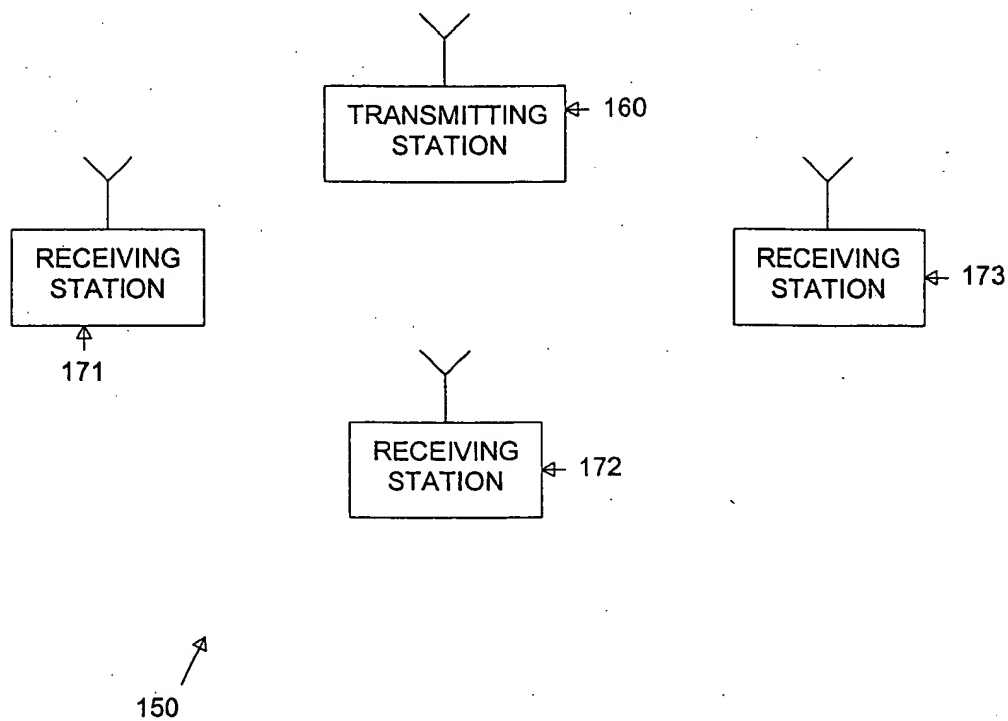 TRANSMITTING
STATION
160
RECEIVING
STATION
171
RECEIVING
STATION
173
RECEIVING
STATION
172
150